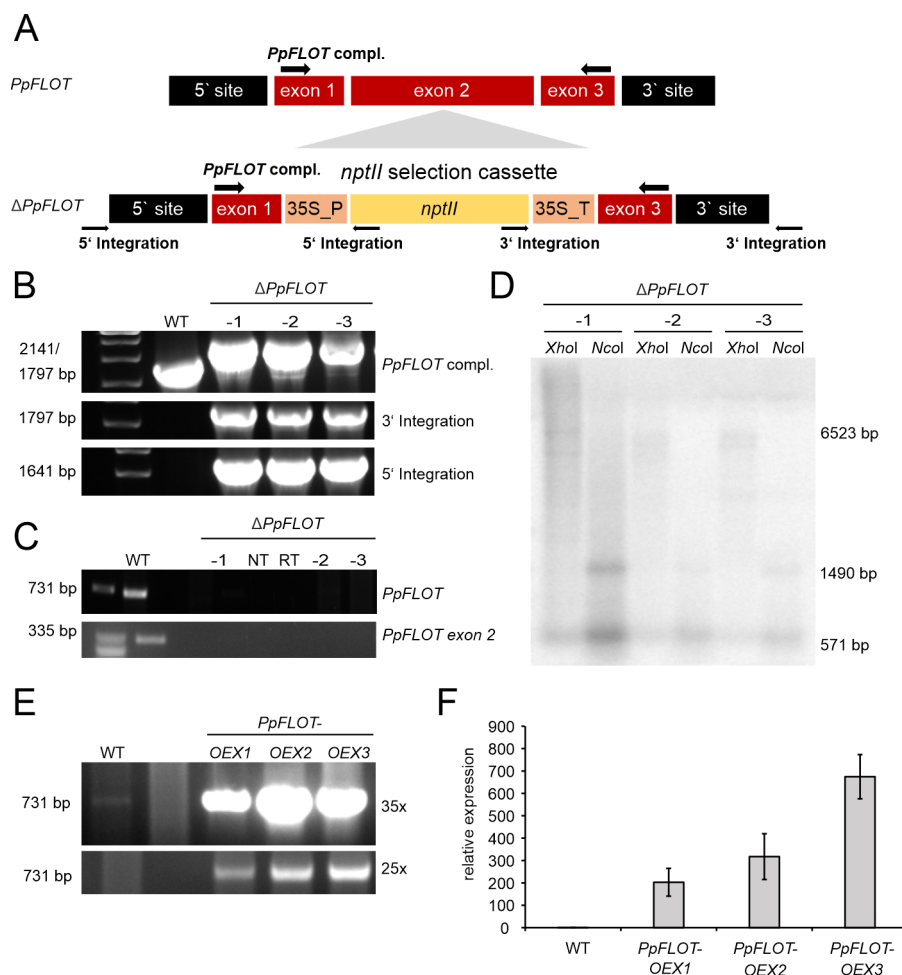 A
PpFLOT compl.
PpFLOT
5` site
exon 1
exon 2
exon 3
3` site
PpFLOT compl.
nptII selection cassette
ΔPpFLOT
5` site
exon 1
35S_P
nptII
35S_T
exon 3
3` site
5‘ Integration
5‘ Integration
3‘ Integration
3‘ Integration
B
ΔPpFLOT
WT
-1
-2
-3
2141/
1797 bp
PpFLOT compl.
1797 bp
3‘ Integration
1641 bp
5‘ Integration
C
ΔPpFLOT
WT
-1
NT
RT
-2
-3
731 bp
PpFLOT
335 bp
PpFLOT exon 2
D
ΔPpFLOT
-1
-2
-3
XhoI
NcoI
XhoI
NcoI
XhoI
NcoI
6523 bp
1490 bp
571 bp
E
PpFLOT-
WT
OEX1
OEX2
OEX3
731 bp
35x
731 bp
25x
F
relative expression
900
800
700
600
500
400
300
200
100
0
WT
PpFLOT-
OEX1
PpFLOT-
OEX2
PpFLOT-
OEX3